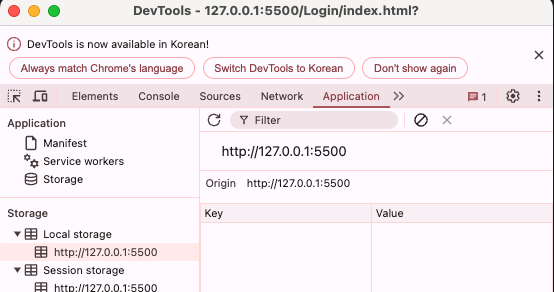 DevTools - 127.0.0.1:5500/Login/index.html?
DevTools is now available in Korean!
Always match Chrome's language Switch DevTools to Korean Don't show again
Elements Console Sources Network Application 1
Application
Manifest
Service workers
Storage
Storage
Local storage
http://127.0.0.1:5500
Session storage
http://127.0.0.1:5500
Filter
http://127.0.0.1:5500
Origin http://127.0.0.1:5500
Key Value